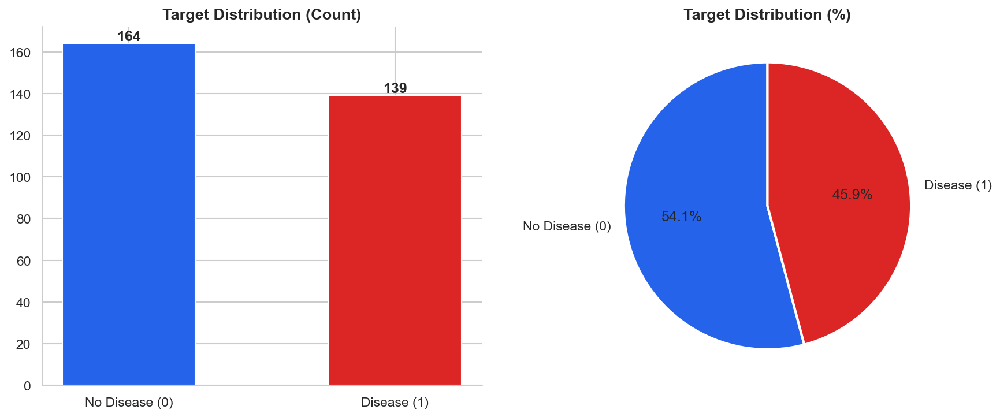 Target Distribution (Count)
164
139
160
140
120
100
80
60
40
20
0
No Disease (0)
Disease (1)
Target Distribution (%)
45.9%
Disease (1)
54.1%
No Disease (0)